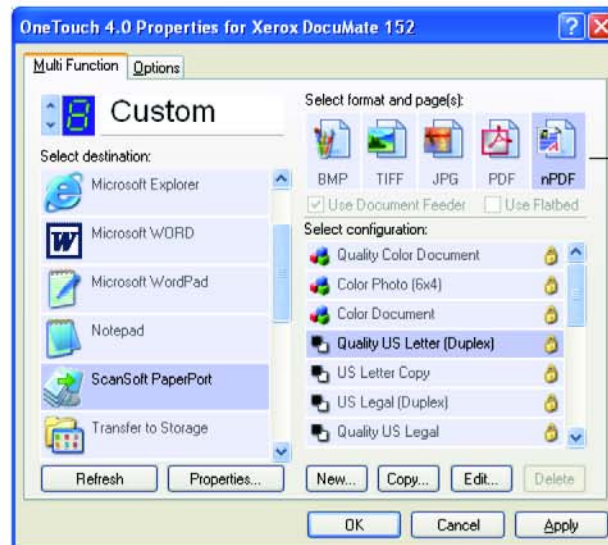 OneTouch 4.0 Properties for Xerox DocuMate 152
Multi Function Options
8 Custom
Select destination:
Microsoft Explorer
Microsoft WORD
Microsoft WordPad
Notepad
ScanSoft PaperPort
Transfer to Storage
Refresh Properties...
Select format and page(s):
BMP TIFF JPG PDF nPDF
Use Document Feeder Use Flatbed
Select configuration:
Quality Color Document
Color Photo (6x4)
Color Document
Quality US Letter (Duplex)
US Letter Copy
US Legal (Duplex)
Quality US Legal
New... Copy... Edit... Delete
OK Cancel Apply